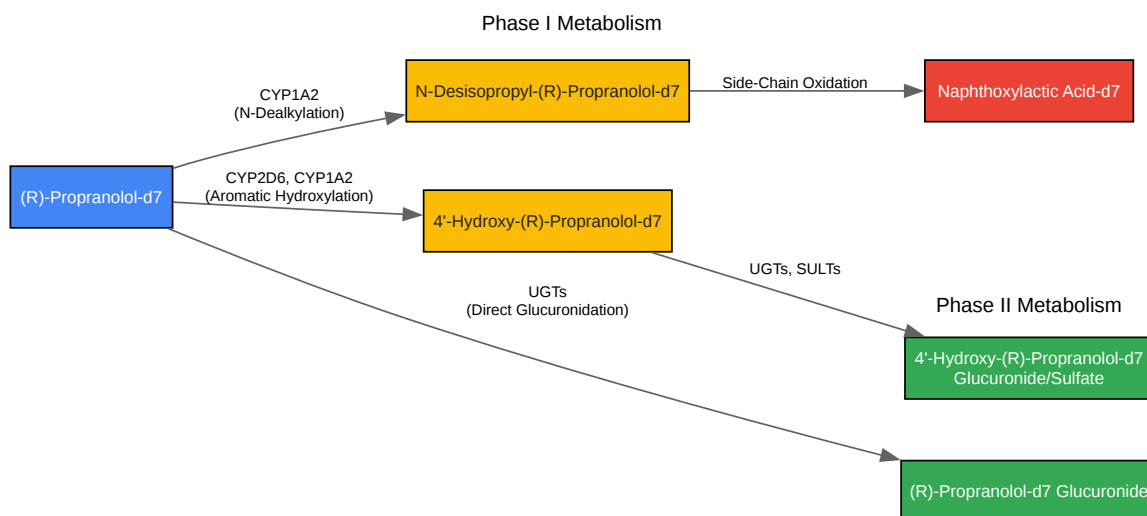 Phase I Metabolism
CYP1A2
(N-Dealkylation)
N-Desisopropyl-(R)-Propranolol-d7
Side-Chain Oxidation
Naphthoxylactic Acid-d7
(R)-Propranolol-d7
CYP2D6, CYP1A2
(Aromatic Hydroxylation)
4'-Hydroxy-(R)-Propranolol-d7
UGTs, SULTs
UGTs
(Direct Glucuronidation)
Phase II Metabolism
4'-Hydroxy-(R)-Propranolol-d7
Glucuronide/Sulfate
(R)-Propranolol-d7 Glucuronide